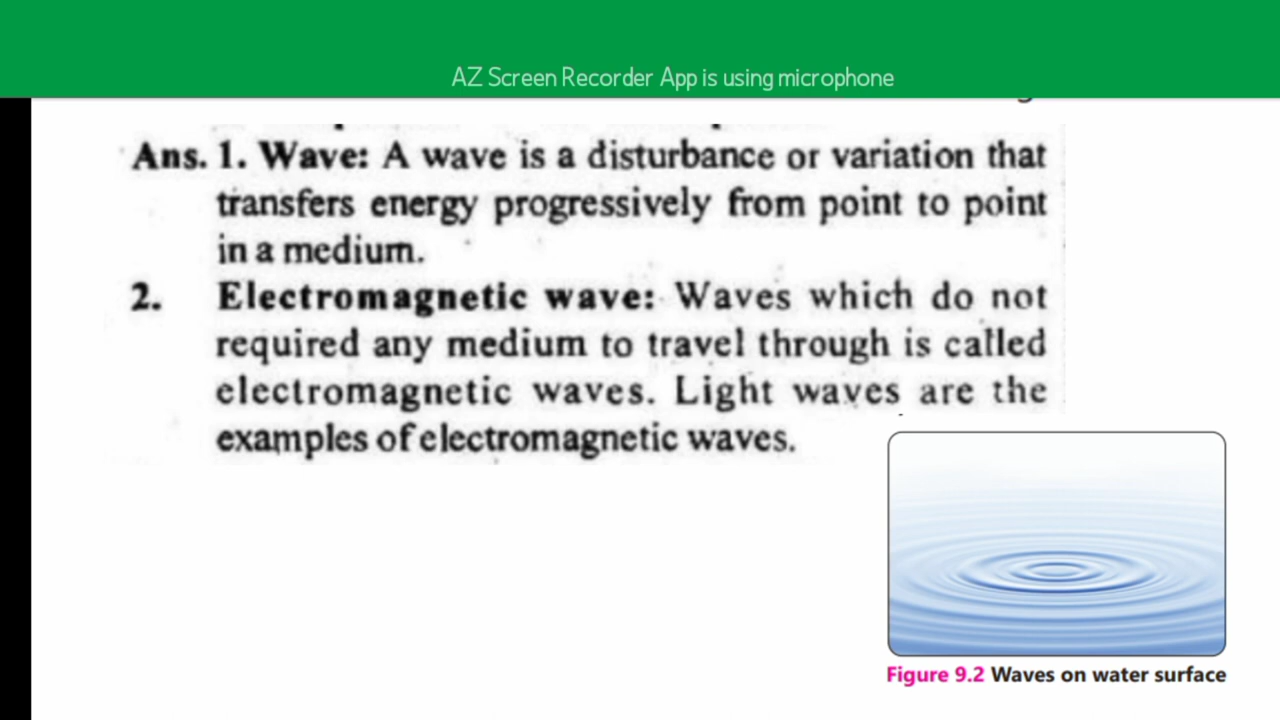 AZ Screen Recorder App is using microphone
Ans. 1. Wave: A wave is a disturbance or variation that
transfers energy progressively from point to point
in a medium.
2. Electromagnetic wave: Waves which do not
required any medium to travel through is called
electromagnetic waves. Light waves are the
examples of electromagnetic waves.
Figure 9.2 Waves on water surface